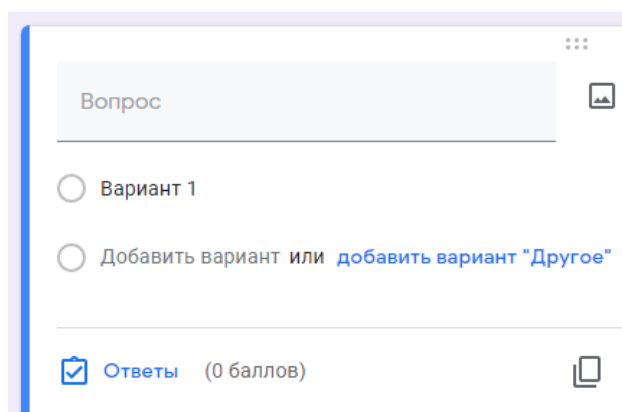 Вопрос
Вариант 1
Добавить вариант или добавить вариант "Другое"
Ответы (0 баллов)